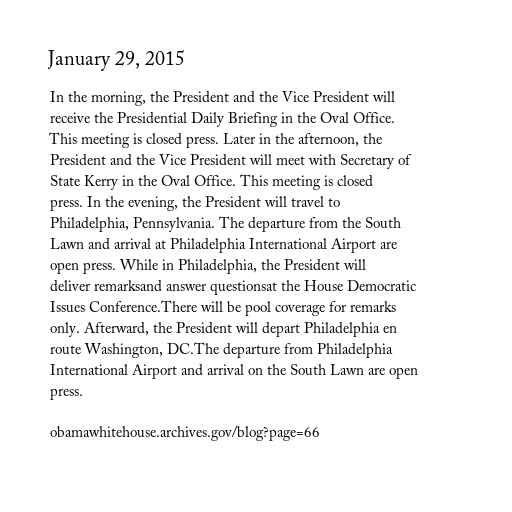 January 29, 2015
In the morning, the President and the Vice President will
receive the Presidential Daily Briefing in the Oval Office.
This meeting is closed press. Later in the afternoon, the
President and the Vice President will meet with Secretary of
State Kerry in the Oval Office. This meeting is closed
press. In the evening, the President will travel to
Philadelphia, Pennsylvania. The departure from the South
Lawn and arrival at Philadelphia International Airport are
open press. While in Philadelphia, the President will
deliver remarksand answer questionsat the House Democratic
Issues Conference.There will be pool coverage for remarks
only. Afterward, the President will depart Philadelphia en
route Washington, DC.The departure from Philadelphia
International Airport and arrival on the South Lawn are open
press.
obamawhitehouse.archives.gov/blog?page=66